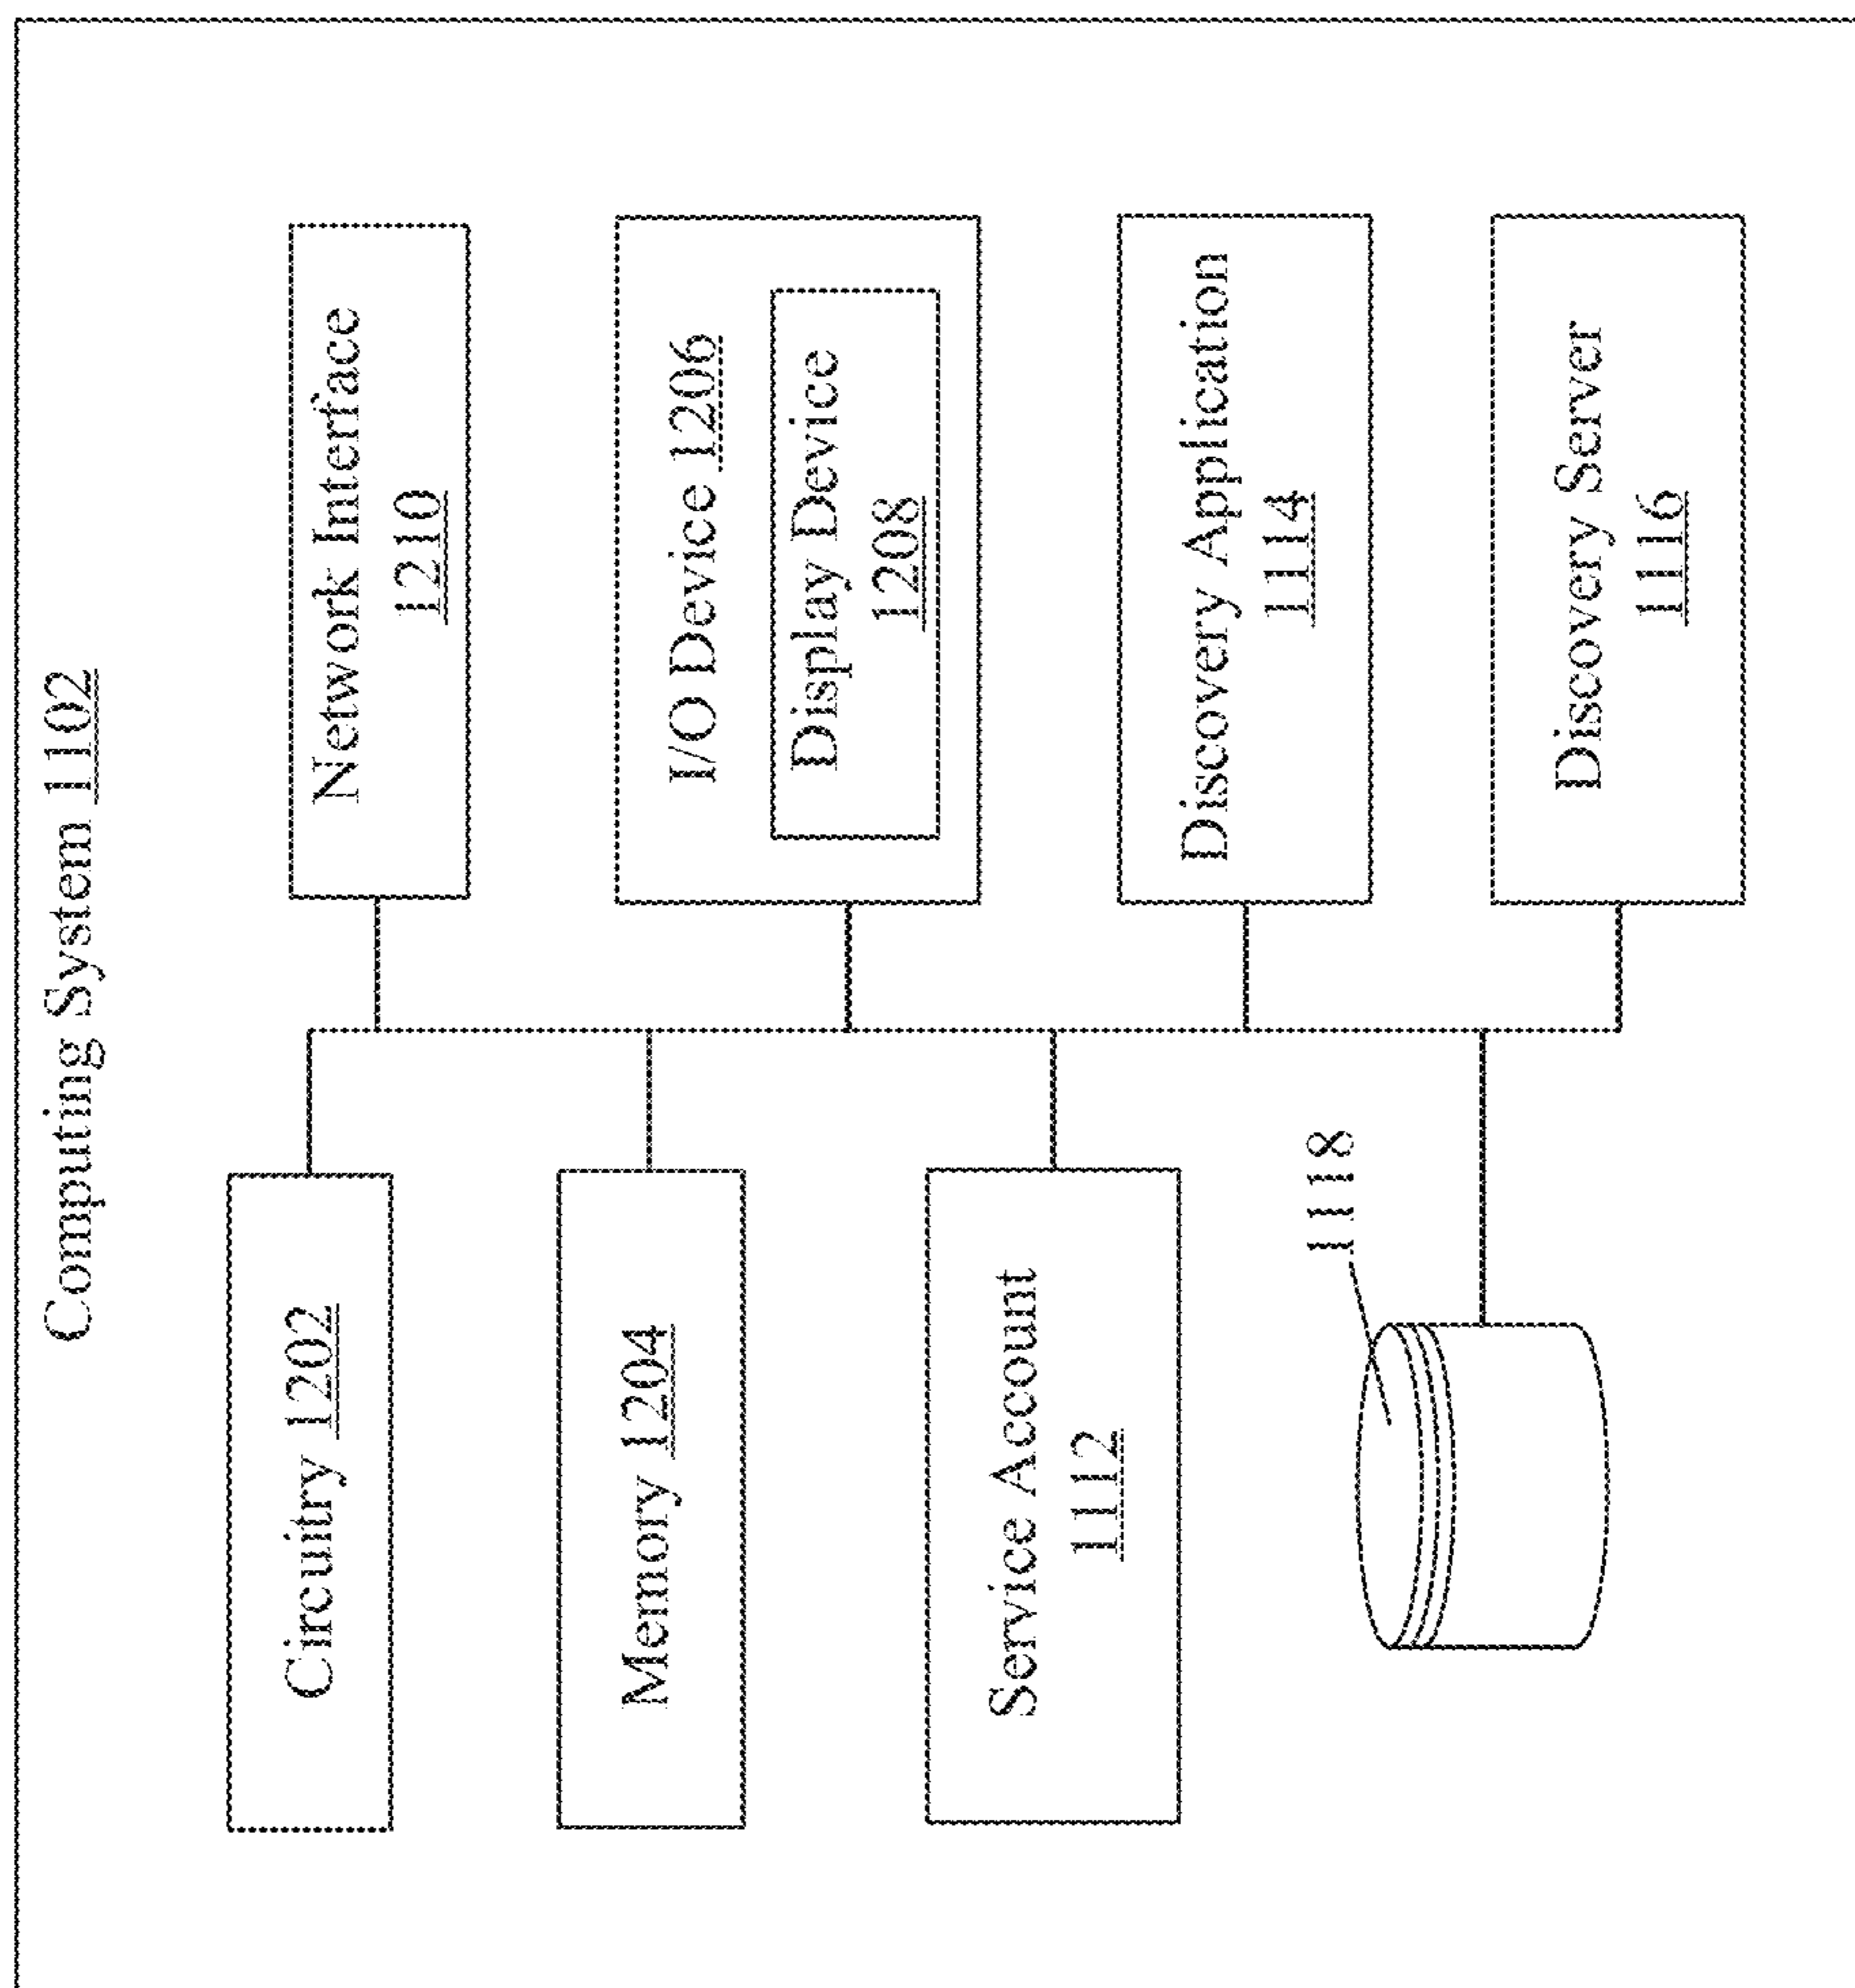 Computing System 1102
Circuitry 1202
Memory 1204
Service Account
1112
1118
Network Interface
1210
I/O Device 1206
Display Device
1208
Discovery Application
1114
Discovery Server
1116